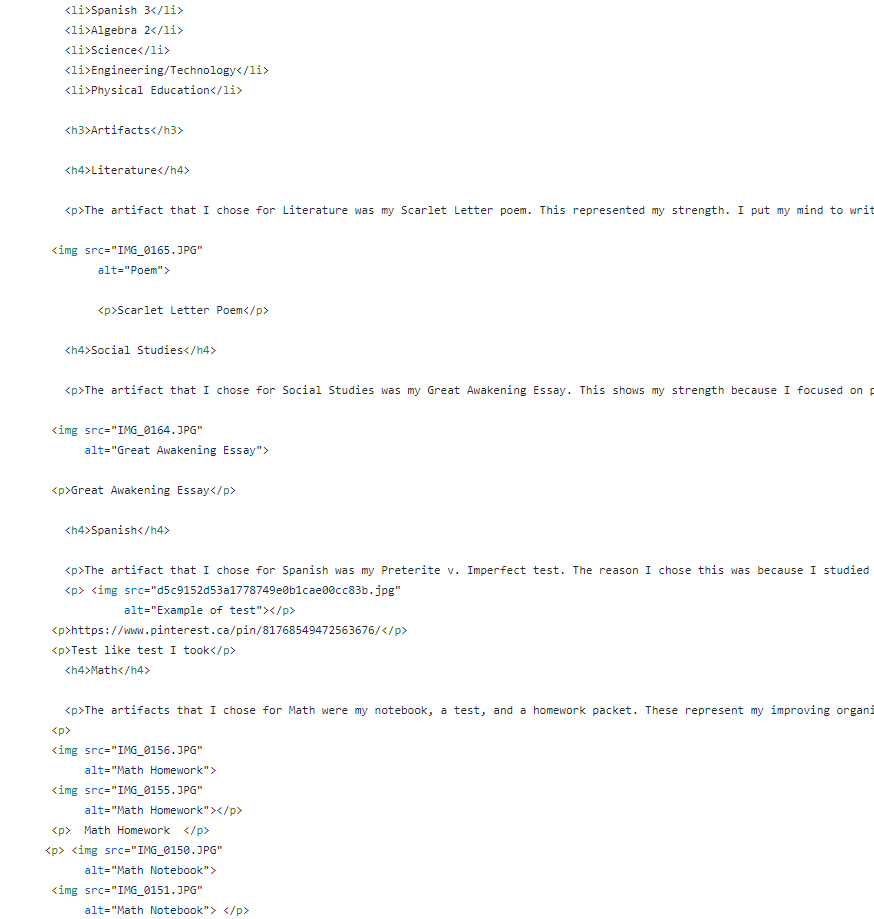 <li>Spanish 3</li>
<li>Algebra 2</li>
<li>Science</li>
<li>Engineering/Technology</li>
<li>Physical Education</li>
<h3>Artifacts</h3>
<h4>Literature</h4>
<p>The artifact that I chose for Literature was my Scarlet Letter poem. This represented my strength. I put my mind to writ
<img src="IMG_0165.JPG"
alt="Poem">
<p>Scarlet Letter Poem</p>
<h4>Social Studies</h4>
<p>The artifact that I chose for Social Studies was my Great Awakening Essay. This shows my strength because I focused on p
<img src="IMG_0164.JPG"
alt="Great Awakening Essay">
<p>Great Awakening Essay</p>
<h4>Spanish</h4>
<p>The artifact that I chose for Spanish was my Preterite v. Imperfect test. The reason I chose this was because I studied
<p> <img src="d5c9152d53a1778749e0b1cae00cc83b.jpg"
alt="Example of test"></p>
<p>https://www.pinterest.ca/pin/81768549472563676/</p>
<p>Test like test I took</p>
<h4>Math</h4>
<p>The artifacts that I chose for Math were my notebook, a test, and a homework packet. These represent my improving organi
<p>
<img src="IMG_0156.JPG"
alt="Math Homework">
<img src="IMG_0155.JPG"
alt="Math Homework"></p>
<p>  Math Homework  </p>
<p> <img src="IMG_0150.JPG"
alt="Math Notebook">
<img src="IMG_0151.JPG"
alt="Math Notebook"> </p>